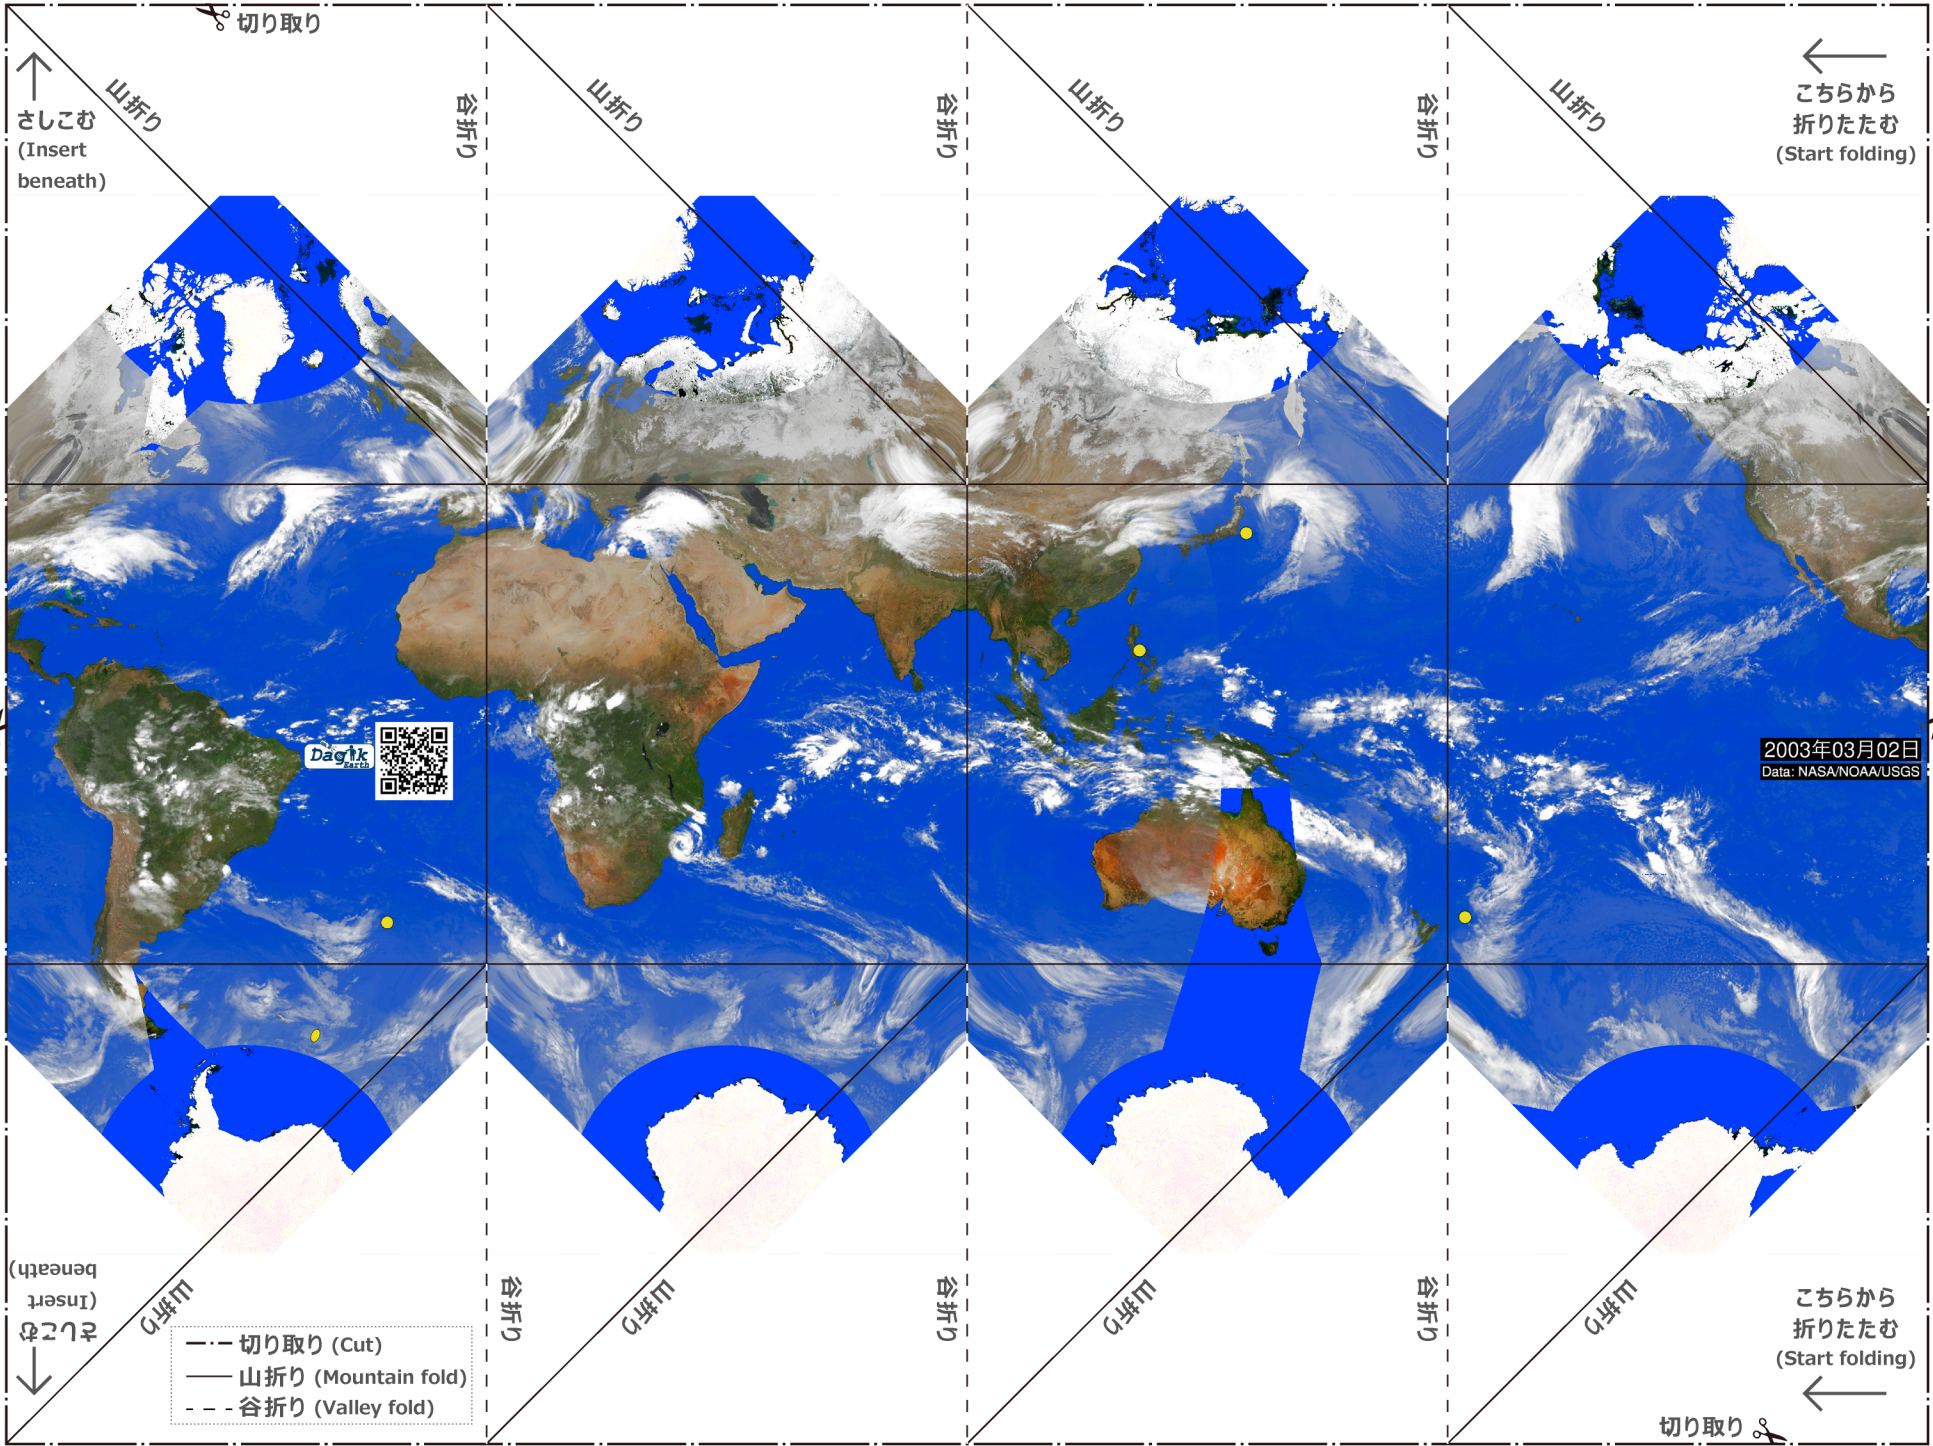 切り取り
さしこむ
(Insert
beneath)
山折り
谷折り
山折り
谷折り
山折り
谷折り
山折り
こちらから
折りたたむ
(Start folding)
Dagik
Earth
2003年03月02日
Data: NASA/NOAA/USGS
さしこむ
(Insert
beneath)
山折り
谷折り
山折り
谷折り
山折り
谷折り
山折り
こちらから
折りたたむ
(Start folding)
切り取り (Cut)
山折り (Mountain fold)
谷折り (Valley fold)
切り取り